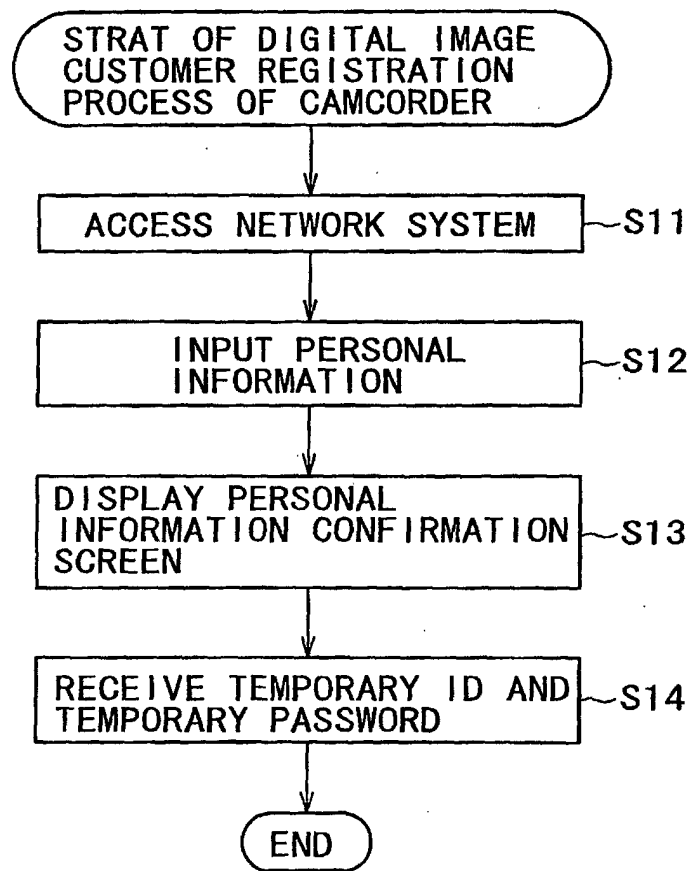 STRAT OF DIGITAL IMAGE
CUSTOMER REGISTRATION
PROCESS OF CAMCORDER
ACCESS NETWORK SYSTEM
S11
INPUT PERSONAL
INFORMATION
S12
DISPLAY PERSONAL
INFORMATION CONFIRMATION
SCREEN
S13
RECEIVE TEMPORARY ID AND
TEMPORARY PASSWORD
S14
END